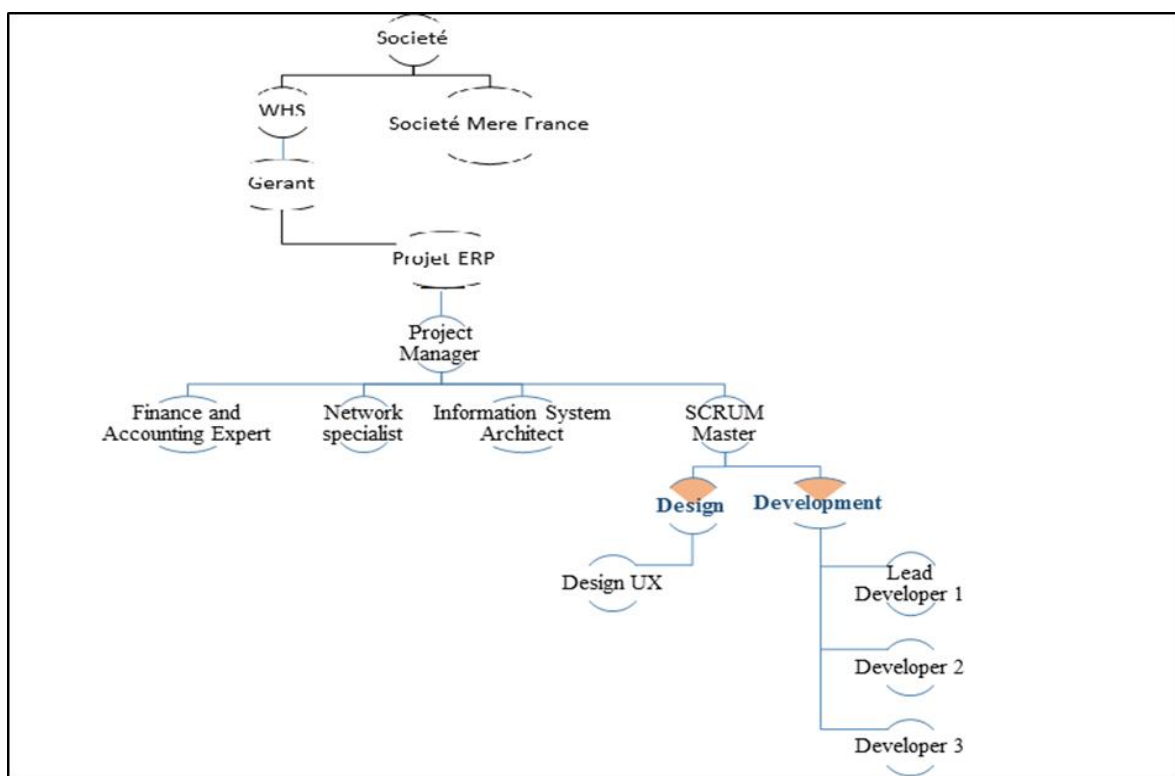 Societé
WHS
Societé Mere France
Gerant
Projet ERP
Project
Manager
Finance and
Accounting Expert
Network
specialist
Information System
Architect
SCRUM
Master
Design
Development
Design UX
Lead
Developer 1
Developer 2
Developer 3